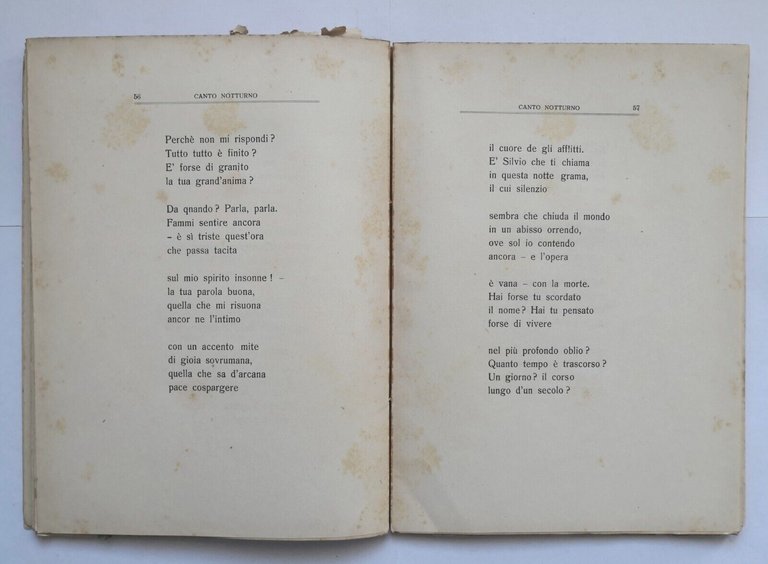 56
CANTO NOTTURNO
Perchè non mi rispondi?
Tutto tutto è finito?
E' forse di granito
la tua grand'anima?
Da qnando? Parla, parla.
Fammi sentire ancora
– è sì triste quest'ora
che passa tacita
sul mio spirito insonne! –
la tua parola buona,
quella che mi risuona
ancor ne l'intimo
con un accento mite
di gioia sovrumana,
quella che sa d'arcana
pace cospargere
CANTO NOTTURNO
57
il cuore de gli afflitti.
E' Silvio che ti chiama
in questa notte grama,
il cui silenzio
sembra che chiuda il mondo
in un abisso orrendo,
ove sol io contendo
ancora – e l'opera
è vana – con la morte.
Hai forse tu scordato
il nome? Hai tu pensato
forse di vivere
nel più profondo oblio?
Quanto tempo è trascorso?
Un giorno? il corso
lungo d'un secolo?